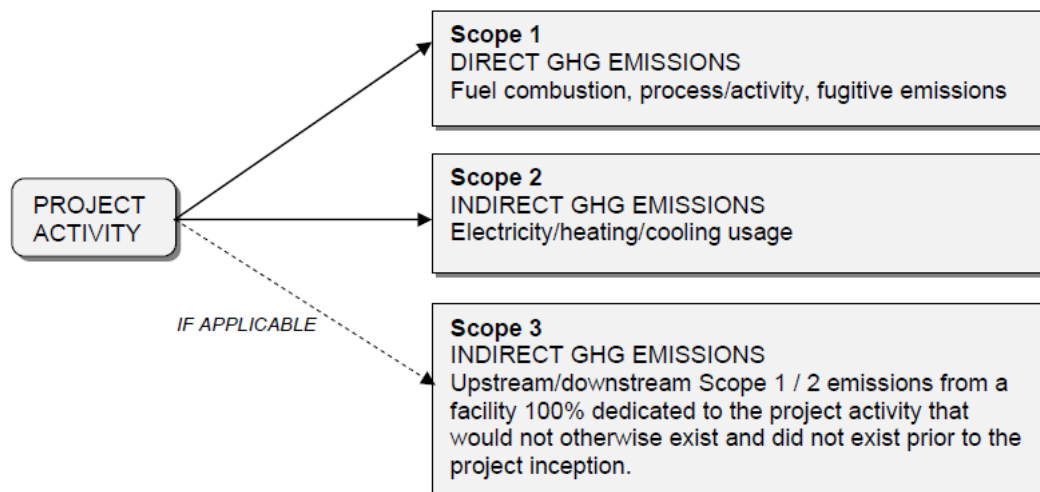 Scope 1
DIRECT GHG EMISSIONS
Fuel combustion, process/activity, fugitive emissions
PROJECT
ACTIVITY
Scope 2
INDIRECT GHG EMISSIONS
Electricity/heating/cooling usage
IF APPLICABLE
Scope 3
INDIRECT GHG EMISSIONS
Upstream/downstream Scope 1 / 2 emissions from a
facility 100% dedicated to the project activity that
would not otherwise exist and did not exist prior to the
project inception.